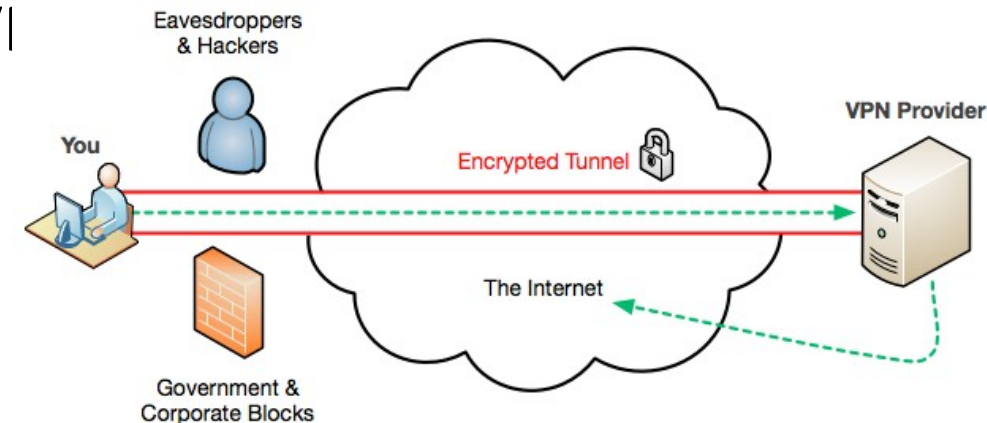 Eavesdroppers
& Hackers
VPN Provider
You
Encrypted Tunnel
The Internet
Government &
Corporate Blocks